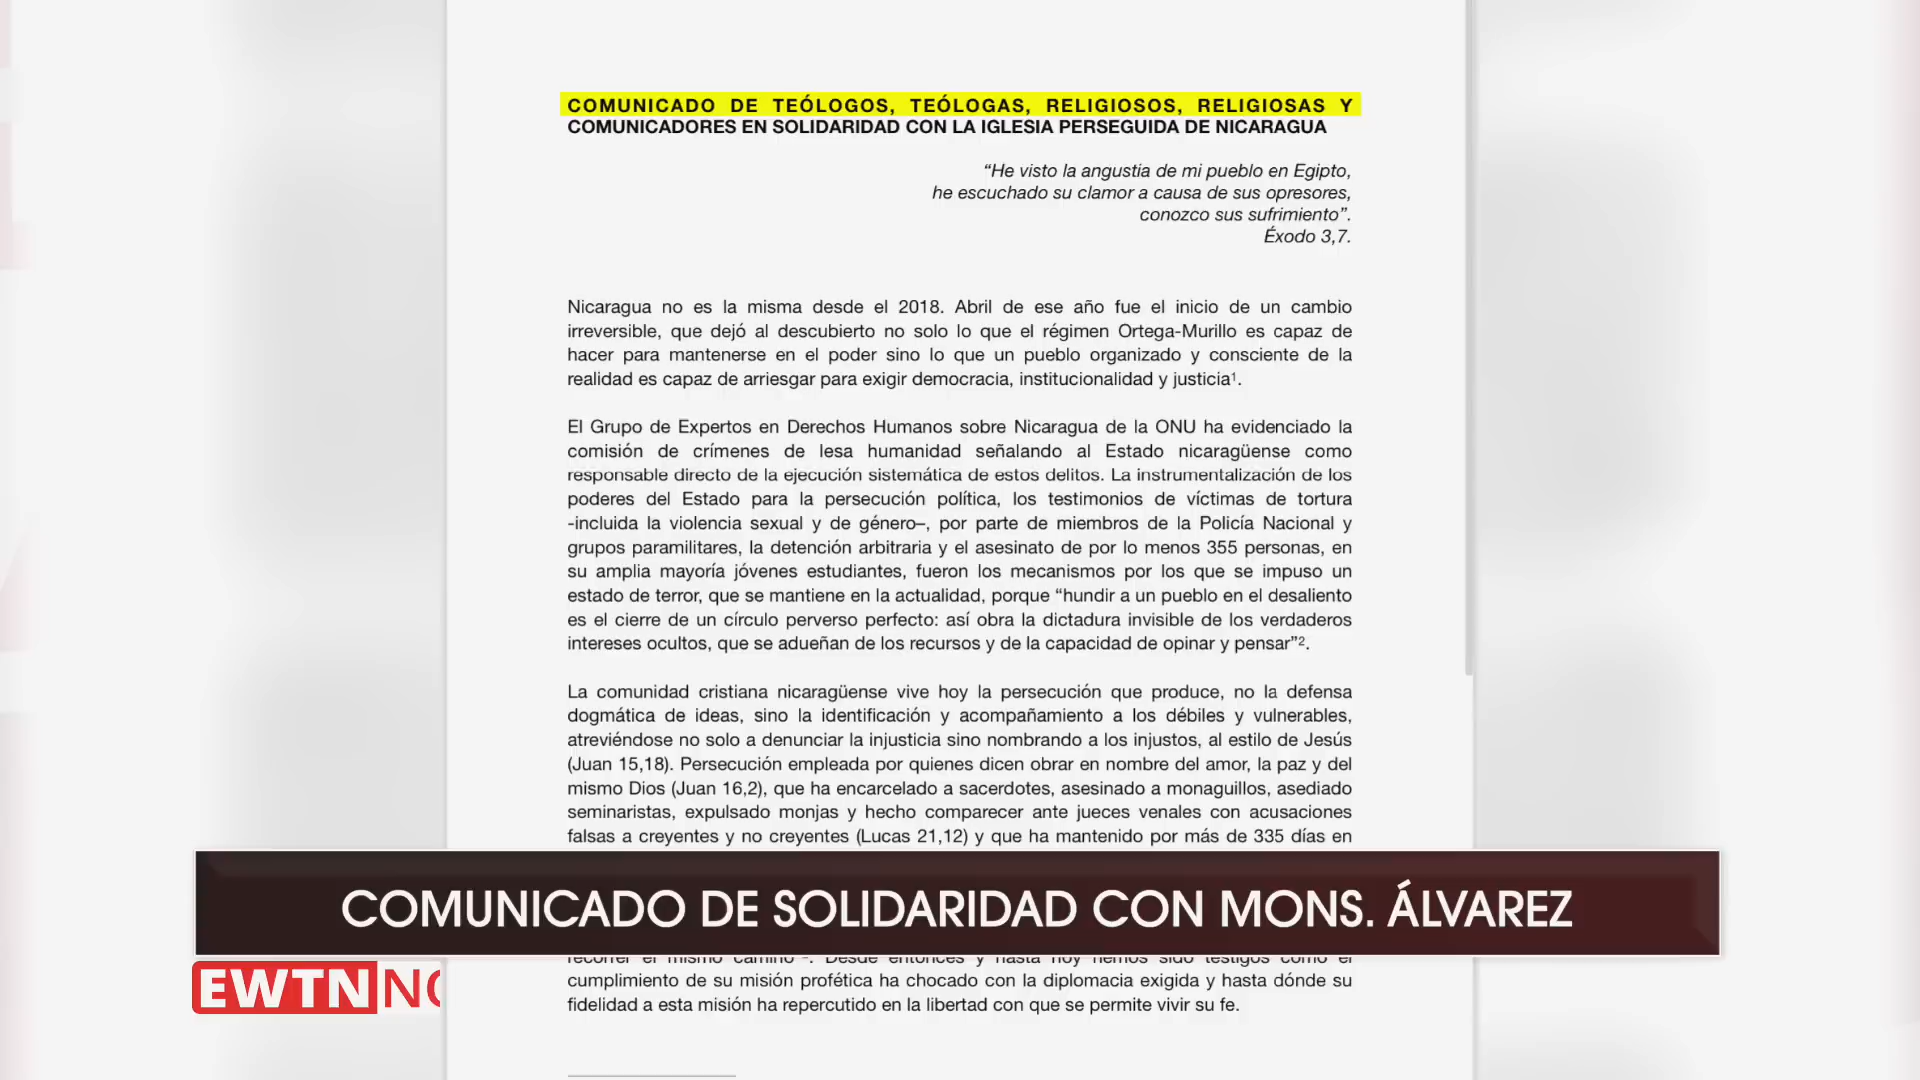 COMUNICADO DE TEÓLOGOS, TEÓLOGAS, RELIGIOSOS, RELIGIOSAS Y
COMUNICADORES EN SOLIDARIDAD CON LA IGLESIA PERSEGUIDA DE NICARAGUA
“He visto la angustia de mi pueblo en Egipto,
he escuchado su clamor a causa de sus opresores,
conozco sus sufrimiento”.
Éxodo 3,7.
Nicaragua no es la misma desde el 2018. Abril de ese año fue el inicio de un cambio
irreversible, que dejó al descubierto no solo lo que el régimen Ortega-Murillo es capaz de
hacer para mantenerse en el poder sino lo que un pueblo organizado y consciente de la
realidad es capaz de arriesgar para exigir democracia, institucionalidad y justicia¹.
El Grupo de Expertos en Derechos Humanos sobre Nicaragua de la ONU ha evidenciado la
comisión de crímenes de lesa humanidad señalando al Estado nicaragüense como
responsable directo de la ejecución sistemática de estos delitos. La instrumentalización de los
poderes del Estado para la persecución política, los testimonios de víctimas de tortura
-incluida la violencia sexual y de género–, por parte de miembros de la Policía Nacional y
grupos paramilitares, la detención arbitraria y el asesinato de por lo menos 355 personas, en
su amplia mayoría jóvenes estudiantes, fueron los mecanismos por los que se impuso un
estado de terror, que se mantiene en la actualidad, porque “hundir a un pueblo en el desaliento
es el cierre de un círculo perverso perfecto: así obra la dictadura invisible de los verdaderos
intereses ocultos, que se adueñan de los recursos y de la capacidad de opinar y pensar”².
La comunidad cristiana nicaragüense vive hoy la persecución que produce, no la defensa
dogmática de ideas, sino la identificación y acompañamiento a los débiles y vulnerables,
atreviéndose no solo a denunciar la injusticia sino nombrando a los injustos, al estilo de Jesús
(Juan 15,18). Persecución empleada por quienes dicen obrar en nombre del amor, la paz y del
mismo Dios (Juan 16,2), que ha encarcelado a sacerdotes, asesinado a monaguillos, asediado
seminaristas, expulsado monjas y hecho comparecer ante jueces venales con acusaciones
falsas a creyentes y no creyentes (Lucas 21,12) y que ha mantenido por más de 335 días en
COMUNICADO DE SOLIDARIDAD CON MONS. ÁLVAREZ
recorrer el mismo camino”. Desde entonces y hasta hoy hemos sido testigos cómo el
EWTN NO
cumplimiento de su misión profética ha chocado con la diplomacia exigida y hasta dónde su
fidelidad a esta misión ha repercutido en la libertad con que se permite vivir su fe.